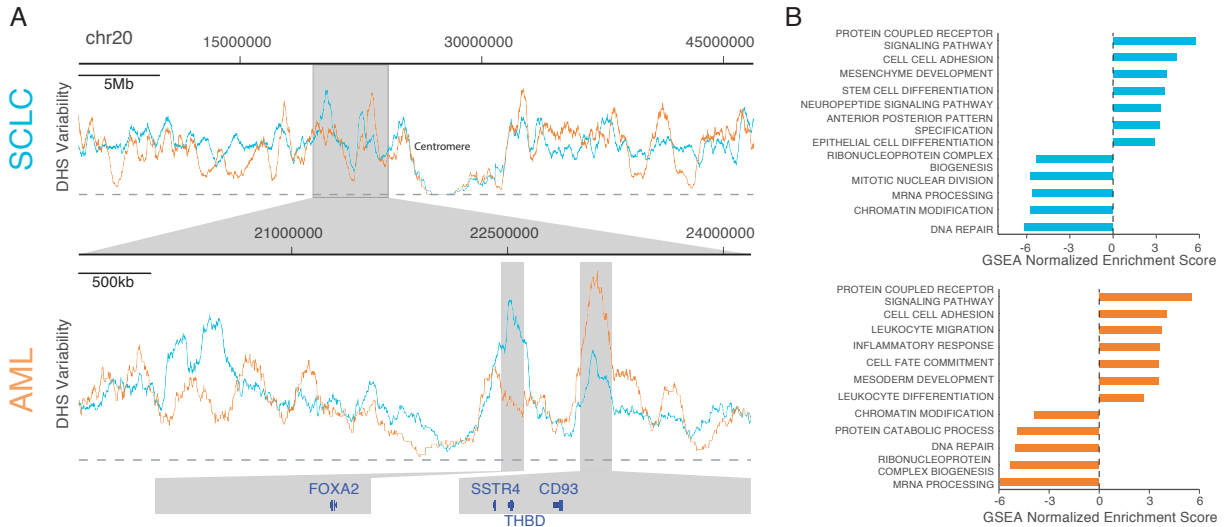 A
chr20
15000000
30000000
45000000
5Mb
SCLC
DHS Variability
Centromere
21000000
22500000
24000000
500kb
AML
DHS Variability
FOXA2
SSTR4
CD93
THBD
B
PROTEIN COUPLED RECEPTOR
SIGNALING PATHWAY
CELL CELL ADHESION
MESENCHYME DEVELOPMENT
STEM CELL DIFFERENTIATION
NEUROPEPTIDE SIGNALING PATHWAY
ANTERIOR POSTERIOR PATTERN
SPECIFICATION
EPITHELIAL CELL DIFFERENTIATION
RIBONUCLEOPROTEIN COMPLEX
BIOGENESIS
MITOTIC NUCLEAR DIVISION
MRNA PROCESSING
CHROMATIN MODIFICATION
DNA REPAIR
-6 -3 0 3 6
GSEA Normalized Enrichment Score
PROTEIN COUPLED RECEPTOR
SIGNALING PATHWAY
CELL CELL ADHESION
LEUKOCYTE MIGRATION
INFLAMMATORY RESPONSE
CELL FATE COMMITMENT
MESODERM DEVELOPMENT
LEUKOCYTE DIFFERENTIATION
CHROMATIN MODIFICATION
PROTEIN CATABOLIC PROCESS
DNA REPAIR
RIBONUCLEOPROTEIN
COMPLEX BIOGENESIS
MRNA PROCESSING
-6 -3 0 3 6
GSEA Normalized Enrichment Score